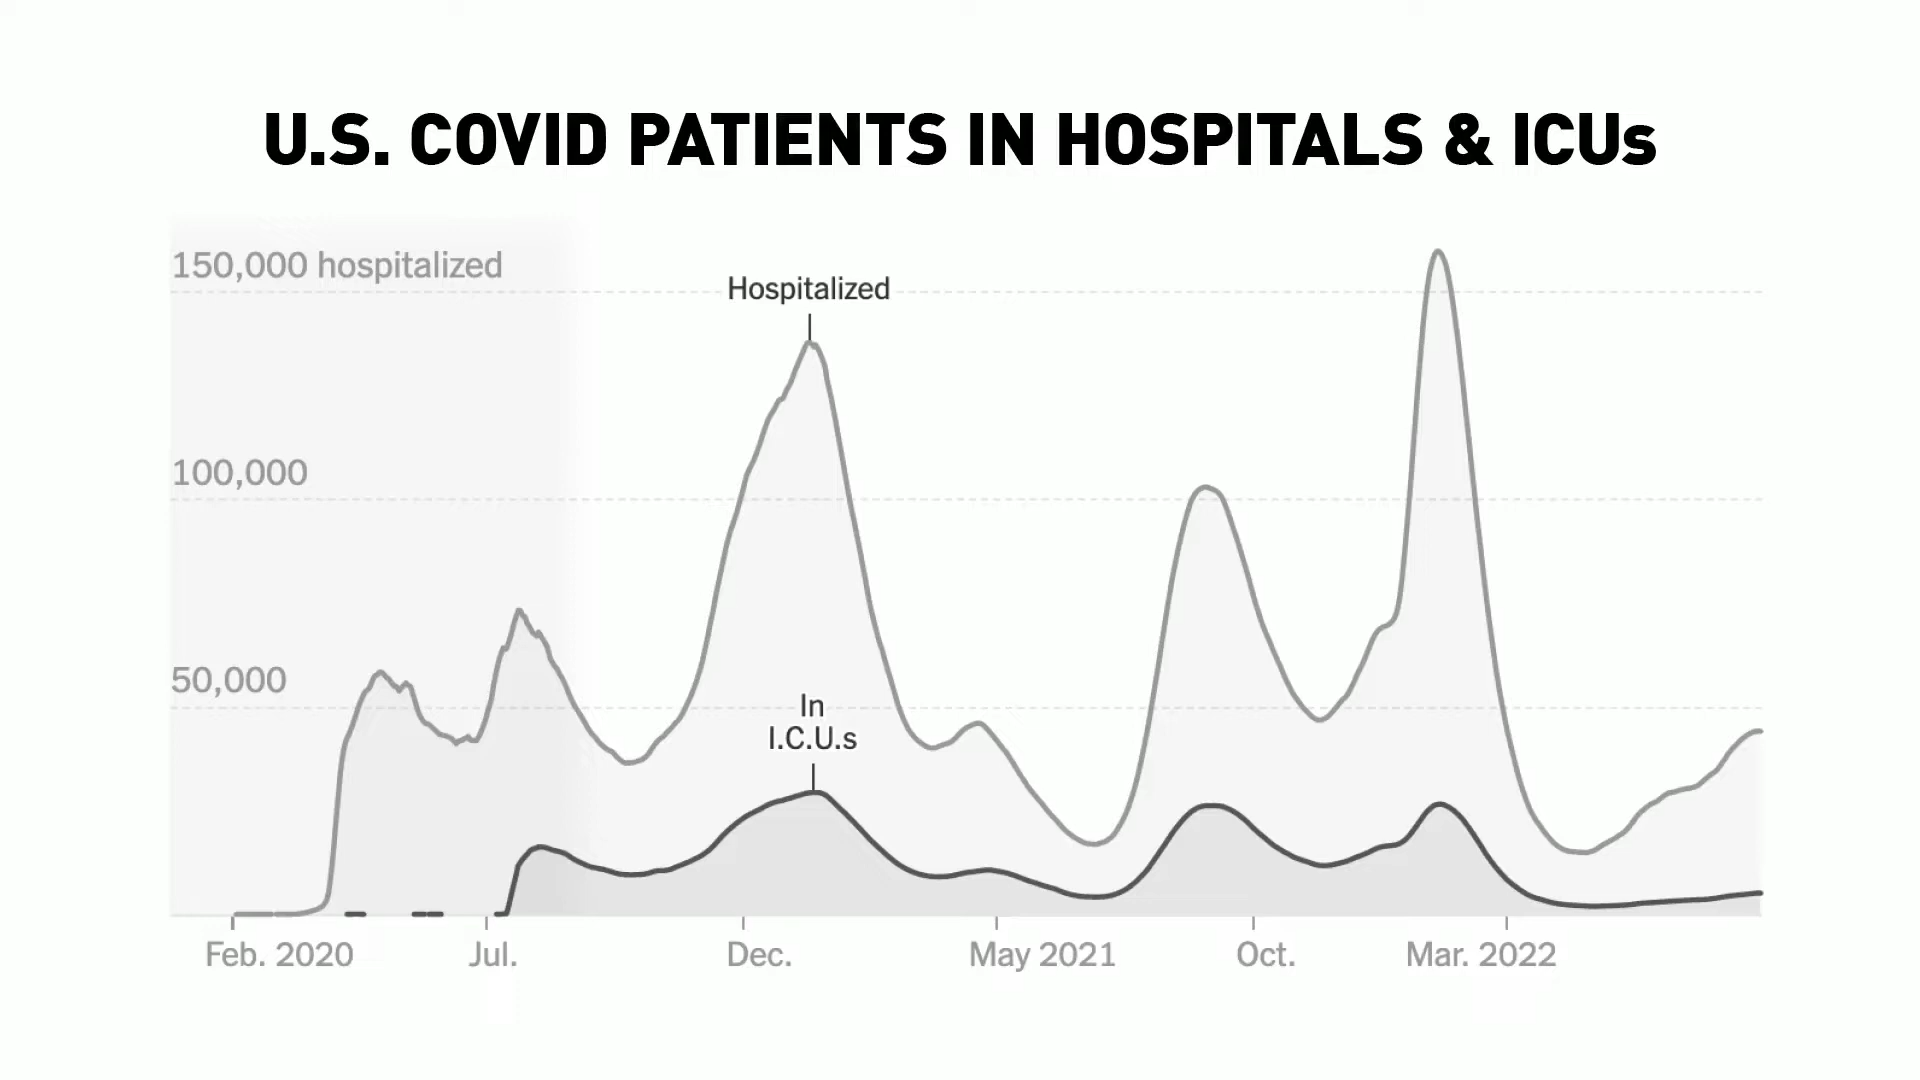 U.S. COVID PATIENTS IN HOSPITALS & ICUs
150,000 hospitalized
Hospitalized
100,000
50,000
In
I.C.U.s
Feb. 2020
Jul.
Dec.
May 2021
Oct.
Mar. 2022